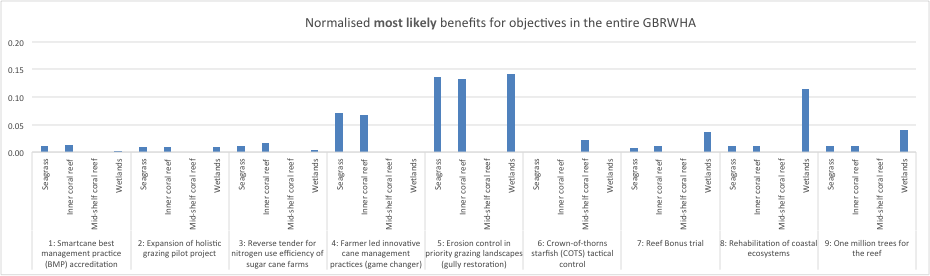 Normalised most likely benefits for objectives in the entire GBRWHA
0.20
0.15
0.10
0.05
0.00
Seagrass
Inner coral reef
Mid-shelf coral reef
Wetlands
Seagrass
Inner coral reef
Mid-shelf coral reef
Wetlands
Seagrass
Inner coral reef
Mid-shelf coral reef
Wetlands
Seagrass
Inner coral reef
Mid-shelf coral reef
Wetlands
Seagrass
Inner coral reef
Mid-shelf coral reef
Wetlands
Seagrass
Inner coral reef
Mid-shelf coral reef
Wetlands
Seagrass
Inner coral reef
Mid-shelf coral reef
Wetlands
Seagrass
Inner coral reef
Mid-shelf coral reef
Wetlands
Seagrass
Inner coral reef
Mid-shelf coral reef
Wetlands
1: Smartcane best
management practice
(BMP) accreditation
2: Expansion of holistic
grazing pilot project
3: Reverse tender for
nitrogen use efficiency of
sugar cane farms
4: Farmer led innovative
cane management
practices (game changer)
5: Erosion control in
priority grazing landscapes
(gully restoration)
6: Crown-of-thorns
starfish (COTS) tactical
control
7: Reef Bonus trial
8: Rehabilitation of coastal
ecosystems
9: One million trees for
the reef